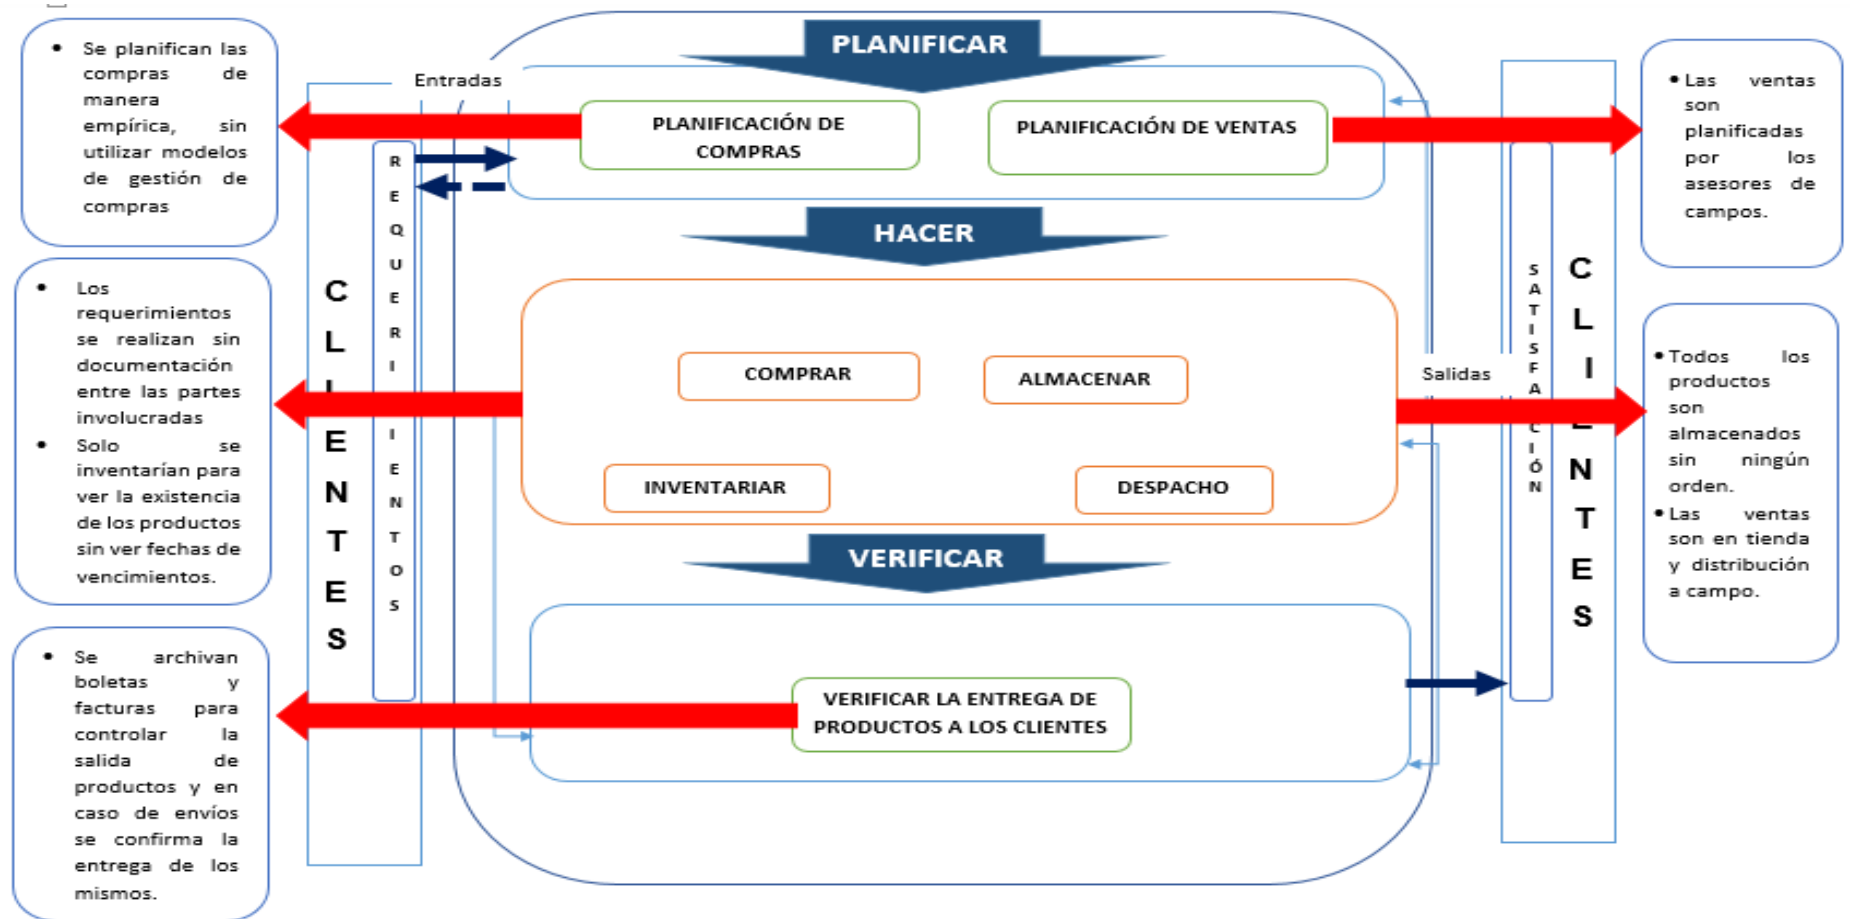 PLANIFICAR
Entradas
PLANIFICACIÓN DE
COMPRAS
PLANIFICACIÓN DE VENTAS
• Se planifican las
compras de
manera
empírica, sin
utilizar modelos
de gestión de
compras
• Las ventas
son
planificadas
por los
asesores de
campos.
HACER
COMPRAR
ALMACENAR
INVENTARIAR
DESPACHO
Salidas
• Los
requerimientos
se realizan sin
documentación
entre las partes
involucradas
• Solo se
inventarían para
ver la existencia
de los productos
sin ver fechas de
vencimientos.
• Todos los
productos
son
almacenados
sin ningún
orden.
• Las ventas
son en tienda
y distribución
a campo.
VERIFICAR
VERIFICAR LA ENTREGA DE
PRODUCTOS A LOS CLIENTES
• Se archivan
boletas y
facturas para
controlar la
salida de
productos y en
caso de envíos
se confirma la
entrega de los
mismos.
CLIENTES
REQUERIIENTOS
SATISFACCIÓN
CLIENTES